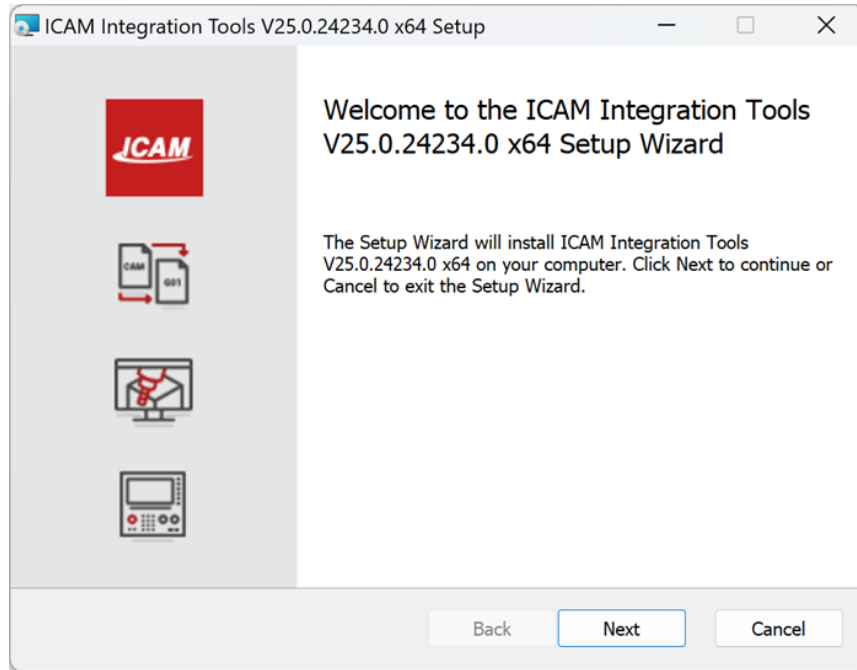 ICAM Integration Tools V25.0.24234.0 x64 Setup
ICAM
CAM
G01
Welcome to the ICAM Integration Tools
V25.0.24234.0 x64 Setup Wizard
The Setup Wizard will install ICAM Integration Tools
V25.0.24234.0 x64 on your computer. Click Next to continue or
Cancel to exit the Setup Wizard.
Back
Next
Cancel